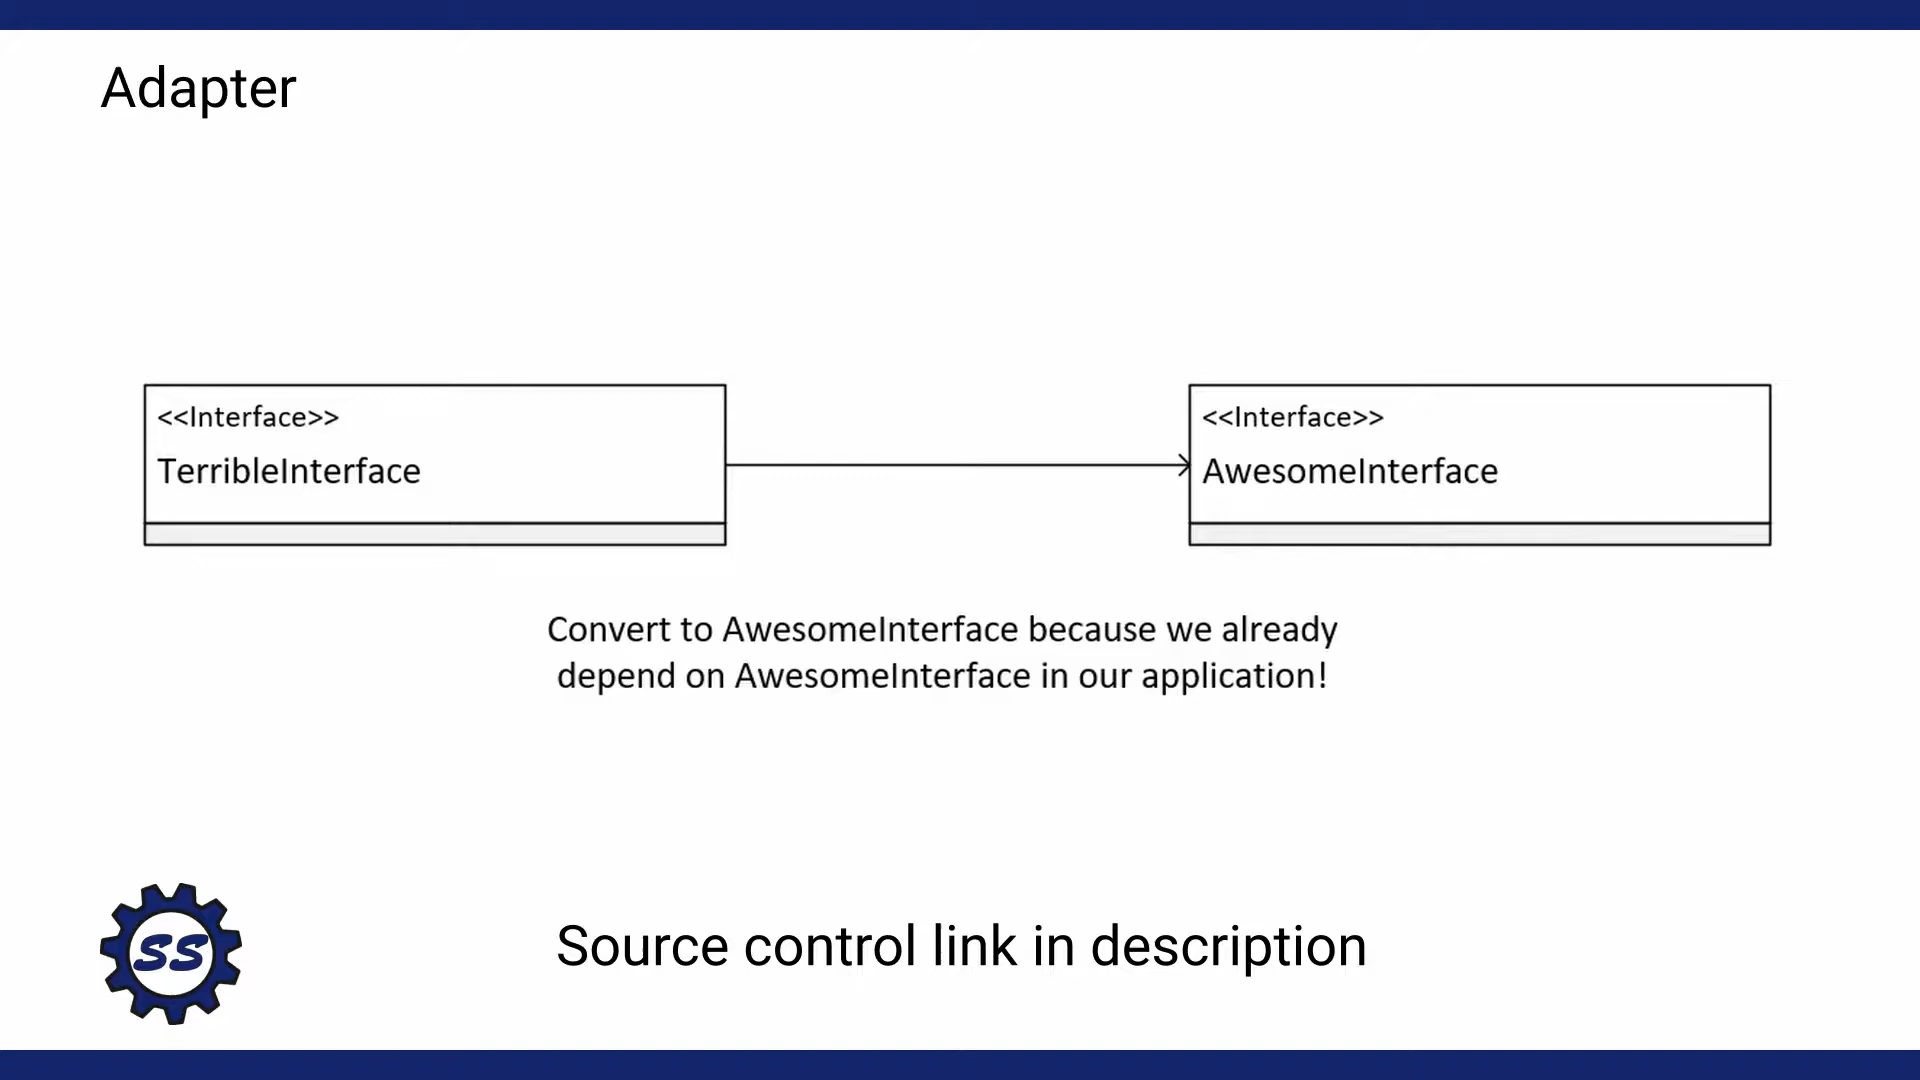 Adapter
<<Interface>>
TerribleInterface
<<Interface>>
AwesomeInterface
Convert to AwesomeInterface because we already
depend on AwesomeInterface in our application!
SS
Source control link in description